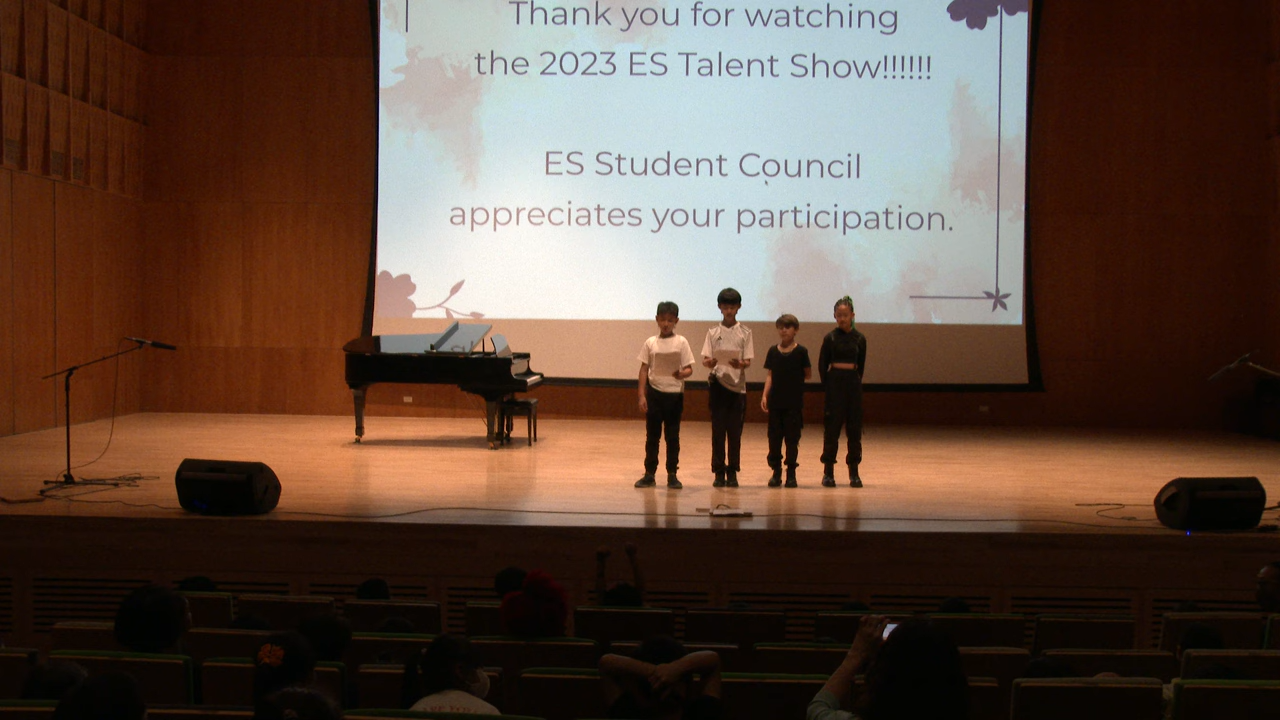 Thank you for watching
the 2023 ES Talent Show!!!!!!
ES Student Council
appreciates your participation.